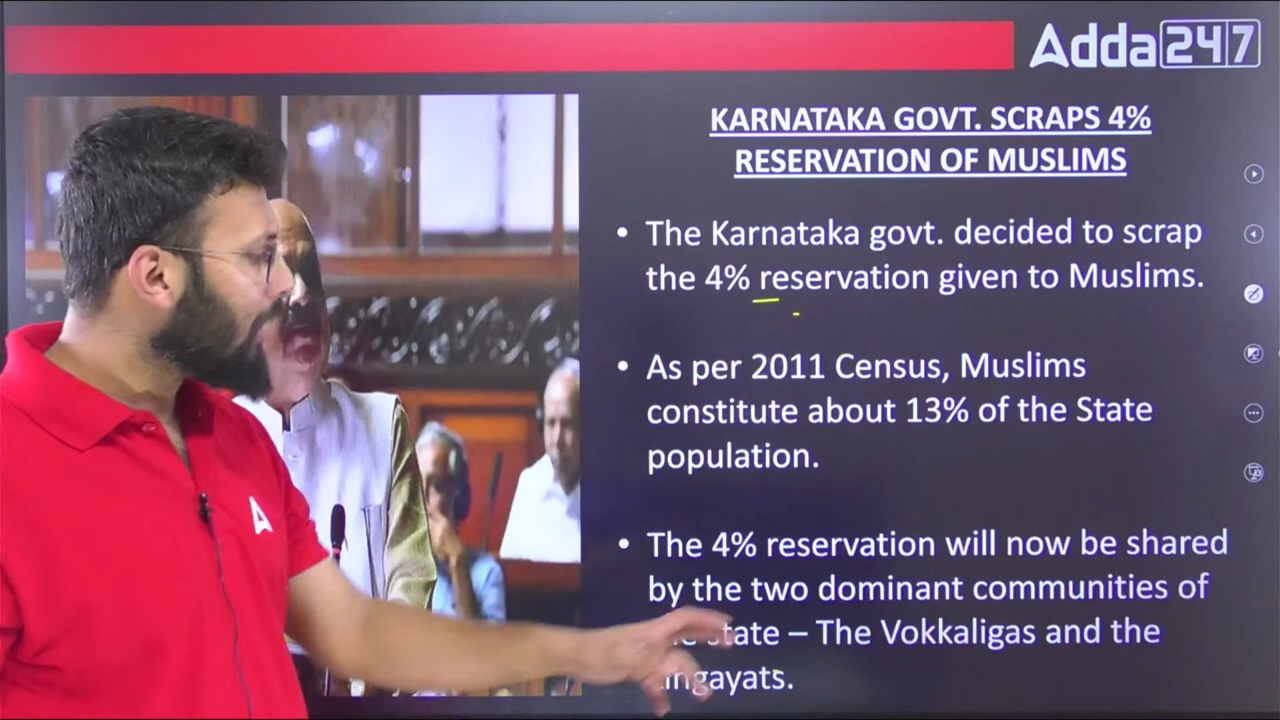 Adda247
KARNATAKA GOVT. SCRAPS 4%
RESERVATION OF MUSLIMS
• The Karnataka govt. decided to scrap
the 4% reservation given to Muslims.
• As per 2011 Census, Muslims
constitute about 13% of the State
population.
• The 4% reservation will now be shared
by the two dominant communities of
– The Vokkaligas and the